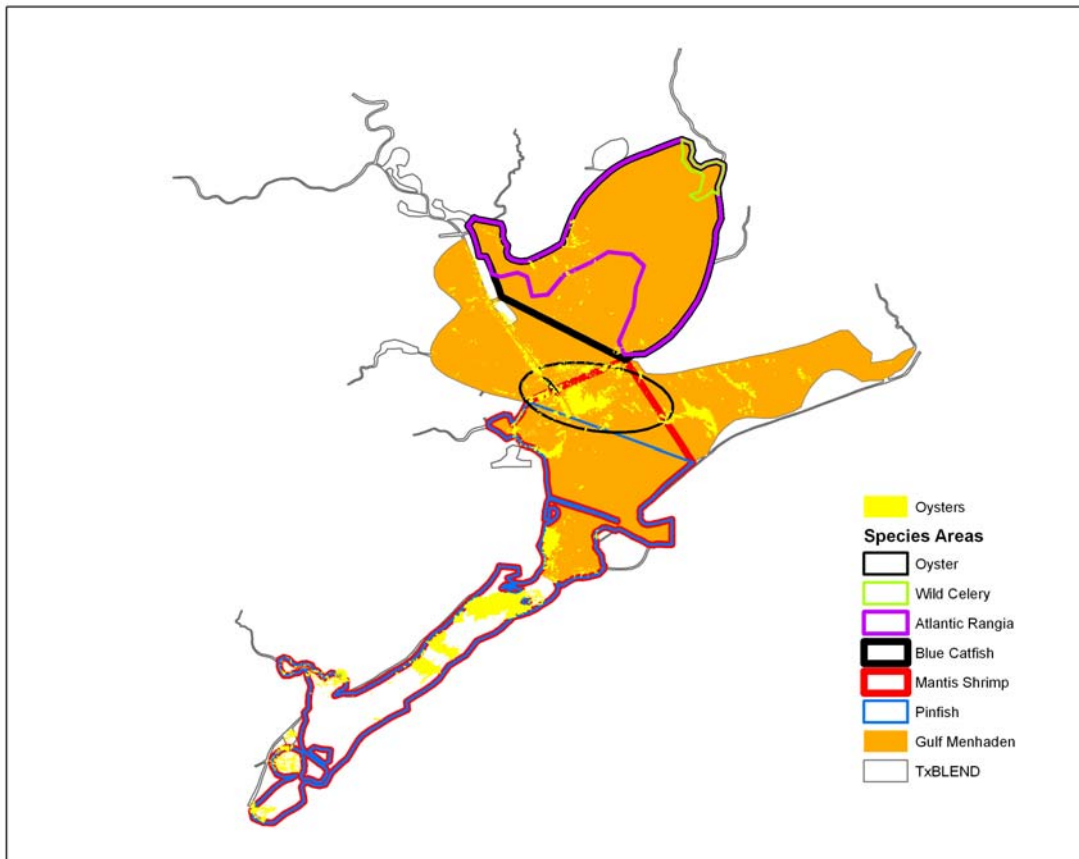 Oysters
Species Areas
Oyster
Wild Celery
Atlantic Rangia
Blue Catfish
Mantis Shrimp
Pinfish
Gulf Menhaden
TxBLEND